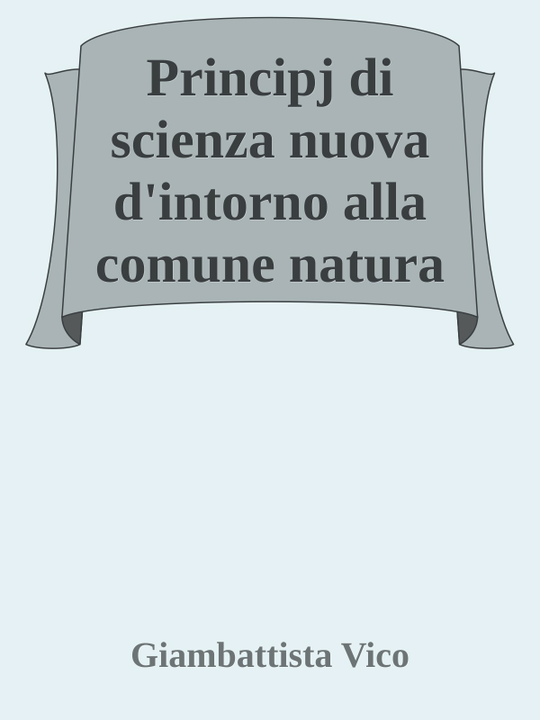 Principj di
scienza nuova
d'intorno alla
comune natura
Giambattista Vico